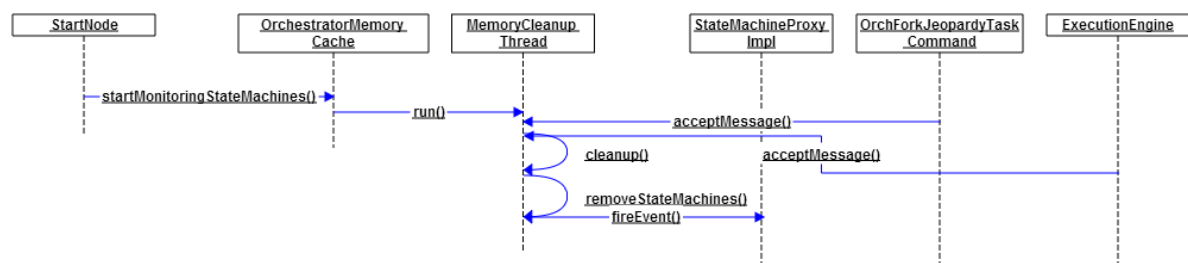 StartNode
OrchestratorMemory
Cache
MemoryCleanup
Thread
StateMachineProxy
Impl
OrchForkJeopardyTask
Command
ExecutionEngine
startMonitoringStateMachines()
run()
acceptMessage()
cleanup()
acceptMessage()
removeStateMachines()
fireEvent()